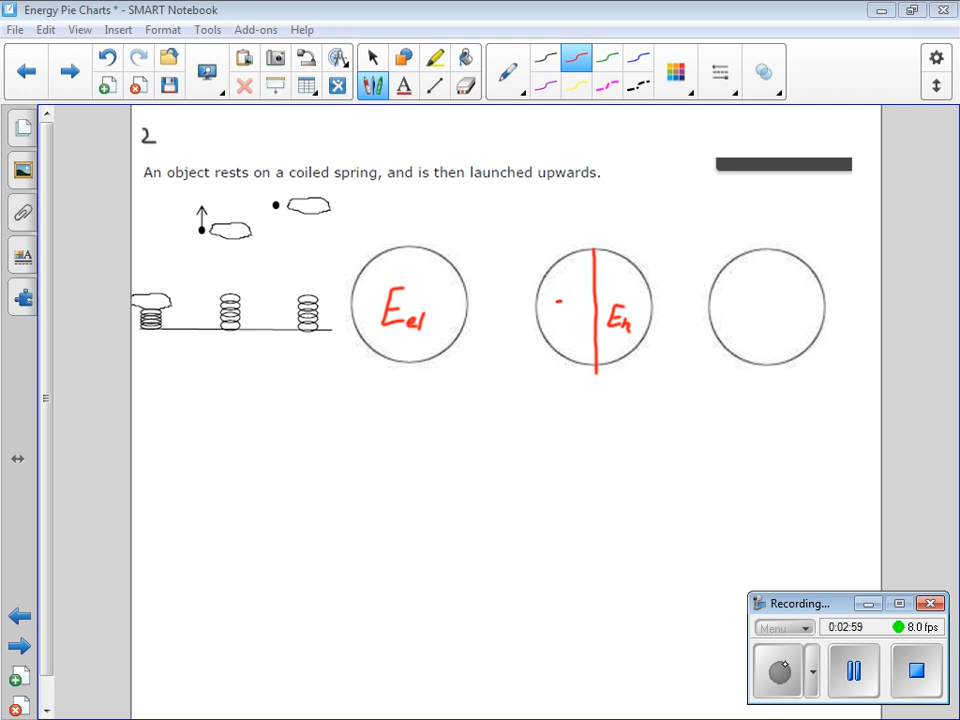 Energy Pie Charts * - SMART Notebook
File Edit View Insert Format Tools Add-ons Help
2
An object rests on a coiled spring, and is then launched upwards.
Eel
Ek
Recording...
Menu
0:02:59
8.0 fps